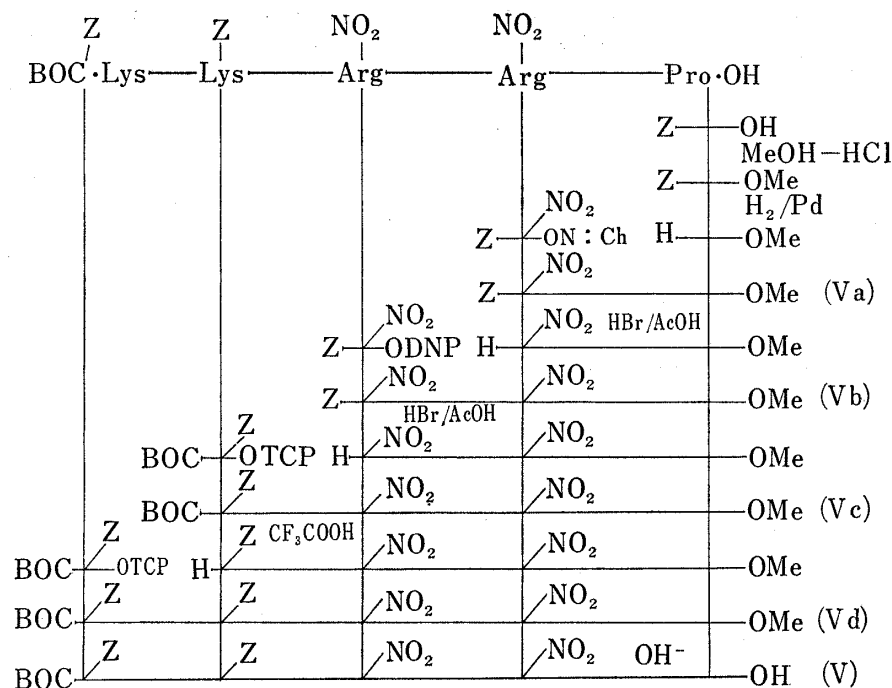 Z Z NO₂ NO₂
BOC·Lys Lys Arg Arg Pro·OH
Z OH
MeOH-HCl
Z OMe
H₂/Pd
NO₂
Z ON:Ch H OMe
NO₂
Z OMe (Va)
NO₂ NO₂ HBr/AcOH
Z ODNP H OMe
NO₂ NO₂
Z OMe (Vb)
HBr/AcOH
Z NO₂ NO₂
BOC OTCP H OMe
Z NO₂ NO₂
BOC OMe (Vc)
Z Z CF₃COOH NO₂ NO₂
BOC OTCP H OMe
Z Z NO₂ NO₂
BOC OMe (Vd)
Z Z NO₂ NO₂ OH⁻
BOC OH (V)